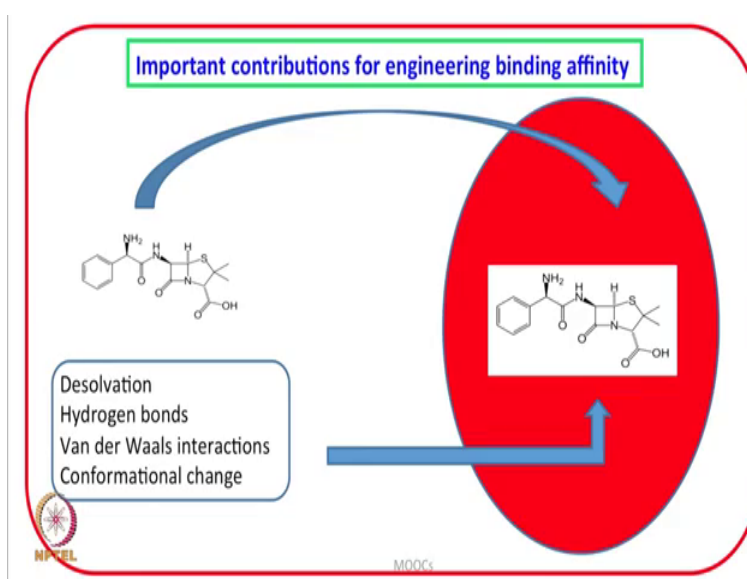 Important contributions for engineering binding affinity
NH₂
H
N
H
S
O
N
O
O
OH
NH₂
H
N
H
S
O
N
O
O
OH
Desolvation
Hydrogen bonds
Van der Waals interactions
Conformational change
NPTEL
MOOCs